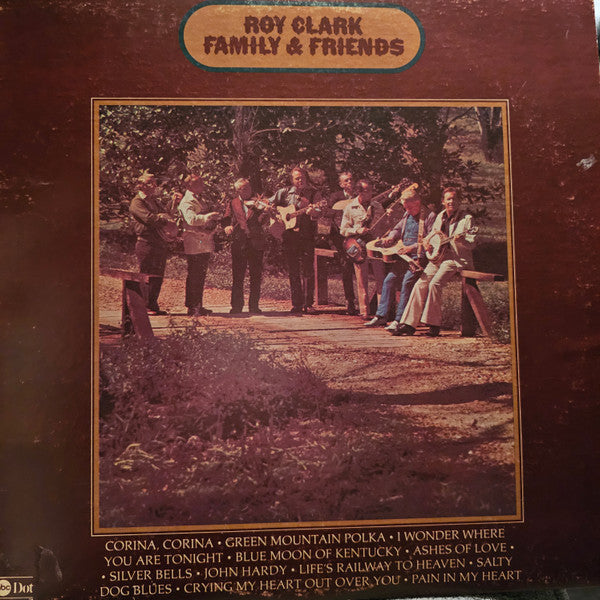 ROY CLARK
FAMILY & FRIENDS
CORINA, CORINA • GREEN MOUNTAIN POLKA • I WONDER WHERE
YOU ARE TONIGHT • BLUE MOON OF KENTUCKY • ASHES OF LOVE •
• SILVER BELLS • JOHN HARDY • LIFE'S RAILWAY TO HEAVEN • SALTY
DOG BLUES • CRYING MY HEART OUT OVER YOU • PAIN IN MY HEART
abc Dot